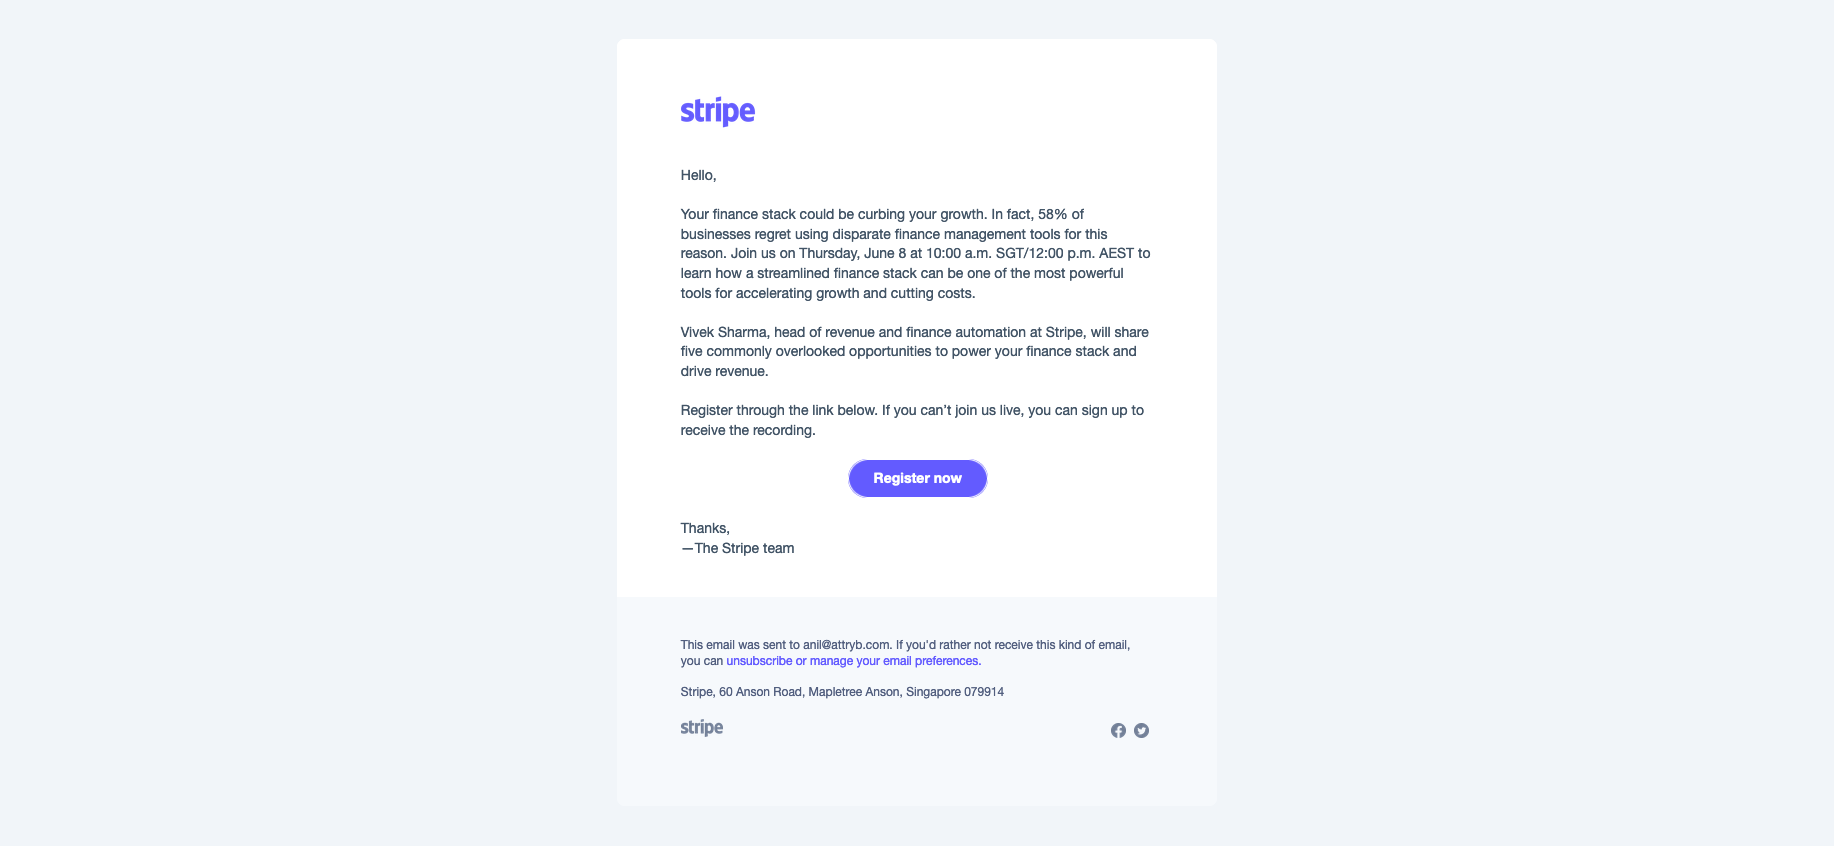 stripe
Hello,
Your finance stack could be curbing your growth. In fact, 58% of
businesses regret using disparate finance management tools for this
reason. Join us on Thursday, June 8 at 10:00 a.m. SGT/12:00 p.m. AEST to
learn how a streamlined finance stack can be one of the most powerful
tools for accelerating growth and cutting costs.
Vivek Sharma, head of revenue and finance automation at Stripe, will share
five commonly overlooked opportunities to power your finance stack and
drive revenue.
Register through the link below. If you can’t join us live, you can sign up to
receive the recording.
Register now
Thanks,
—The Stripe team
This email was sent to anil@attryb.com. If you'd rather not receive this kind of email,
you can unsubscribe or manage your email preferences.
Stripe, 60 Anson Road, Mapletree Anson, Singapore 079914
stripe